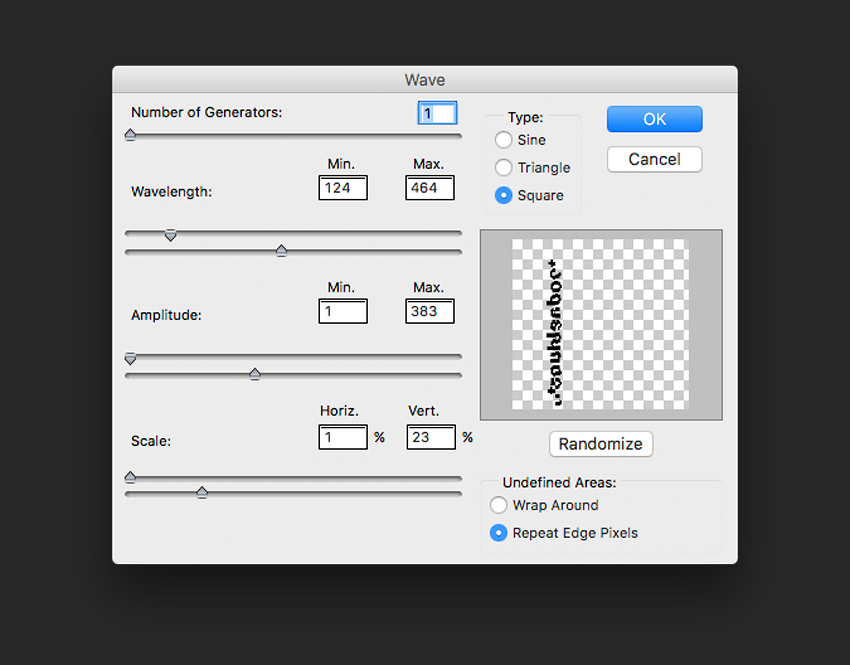 Wave
Number of Generators: 1
Min. Max.
Wavelength: 124 464
Min. Max.
Amplitude: 1 383
Horiz. Vert.
Scale: 1 % 23 %
Type:
Sine
Triangle
Square
OK
Cancel
Randomize
Undefined Areas:
Wrap Around
Repeat Edge Pixels